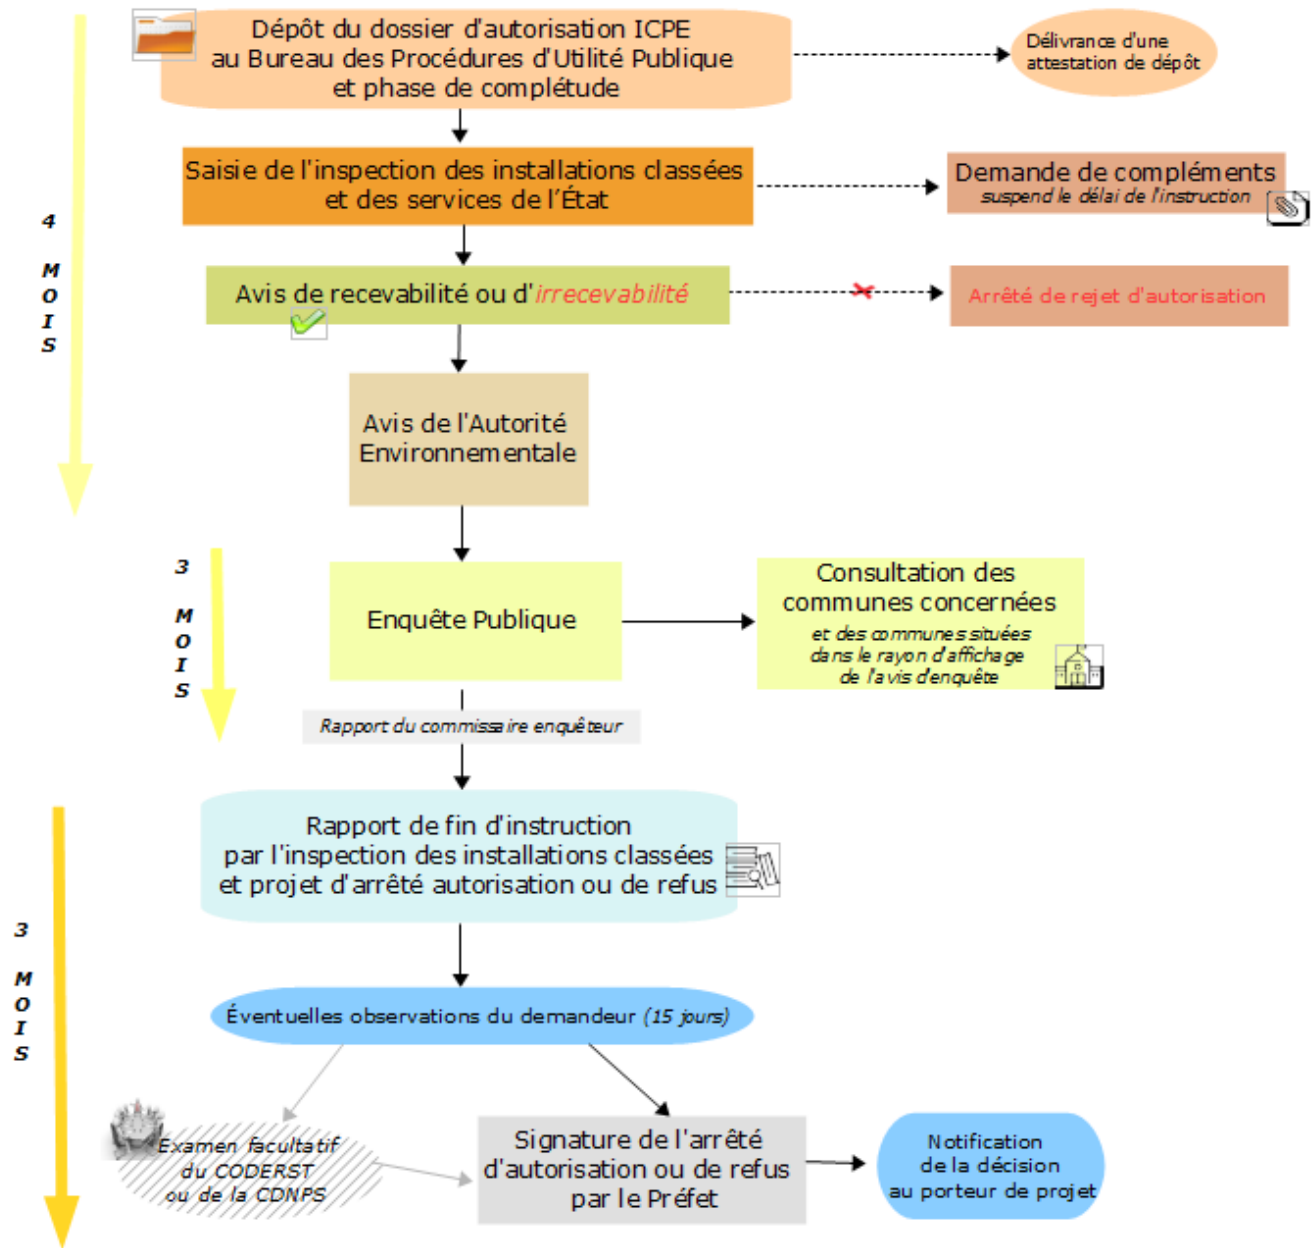 Dépôt du dossier d'autorisation ICPE
au Bureau des Procédures d'Utilité Publique
et phase de complétude
Délivrance d'une
attestation de dépôt
Saisie de l'inspection des installations classées
et des services de l'État
Demande de compléments
suspend le délai de l'instruction
4
M
O
I
S
Avis de recevabilité ou d'irrecevabilité
Arrêté de rejet d'autorisation
Avis de l'Autorité
Environnementale
3
M
O
I
S
Enquête Publique
Consultation des
communes concernées
et des communes situées
dans le rayon d'affichage
de l'avis d'enquête
Rapport du commissaire enquêteur
Rapport de fin d'instruction
par l'inspection des installations classées
et projet d'arrêté autorisation ou de refus
3
M
O
I
S
Éventuelles observations du demandeur (15 jours)
Examen facultatif
du CODERST
ou de la CDNPS
Signature de l'arrêté
d'autorisation ou de refus
par le Préfet
Notification
de la décision
au porteur de projet